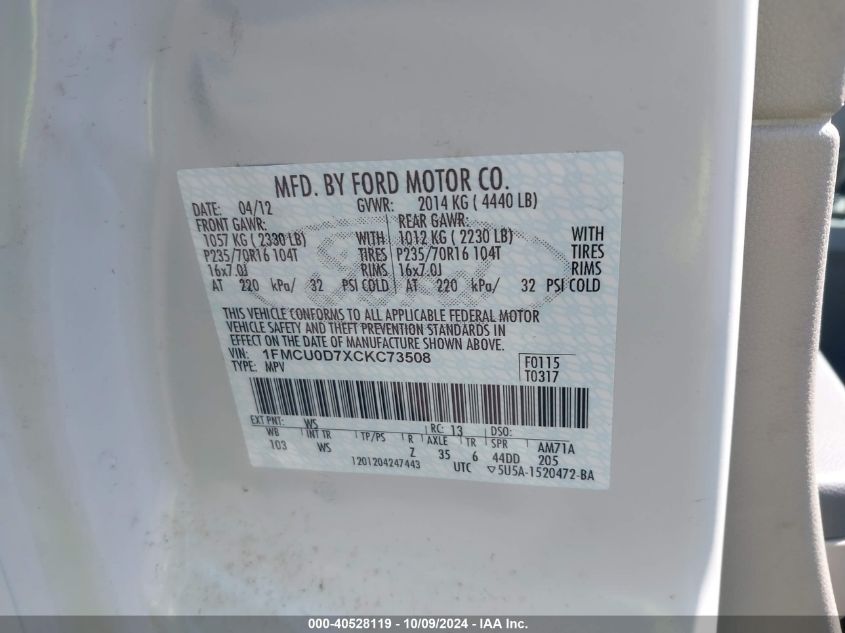 MFD. BY FORD MOTOR CO.
DATE: 04/12 GVWR: 2014 KG ( 4440 LB)
FRONT GAWR: REAR GAWR:
1057 KG ( 2330 LB) WITH 1012 KG ( 2230 LB) WITH
P235/70R16 104T TIRES P235/70R16 104T TIRES
16x7.0J RIMS 16x7.0J RIMS
AT 220 kPa/ 32 PSI COLD AT 220 kPa/ 32 PSI COLD
THIS VEHICLE CONFORMS TO ALL APPLICABLE FEDERAL MOTOR
VEHICLE SAFETY AND THEFT PREVENTION STANDARDS IN
EFFECT ON THE DATE OF MANUFACTURE SHOWN ABOVE.
VIN: 1FMCU0D7XCKC73508 F0115
TYPE: MPV T0317
EXT PNT: WS RC: 13 DSO:
WB INT TR TP/PS R AXLE TR SPR AM71A
103 WS Z 35 6 44DD 205
1201204247443 UTC ▽5U5A-1520472-BA
000-40528119 - 10/09/2024 - IAA Inc.